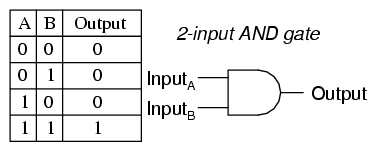 A B Output
0 0 0
0 1 0
1 0 0
1 1 1
2-input AND gate
InputA
InputB
Output